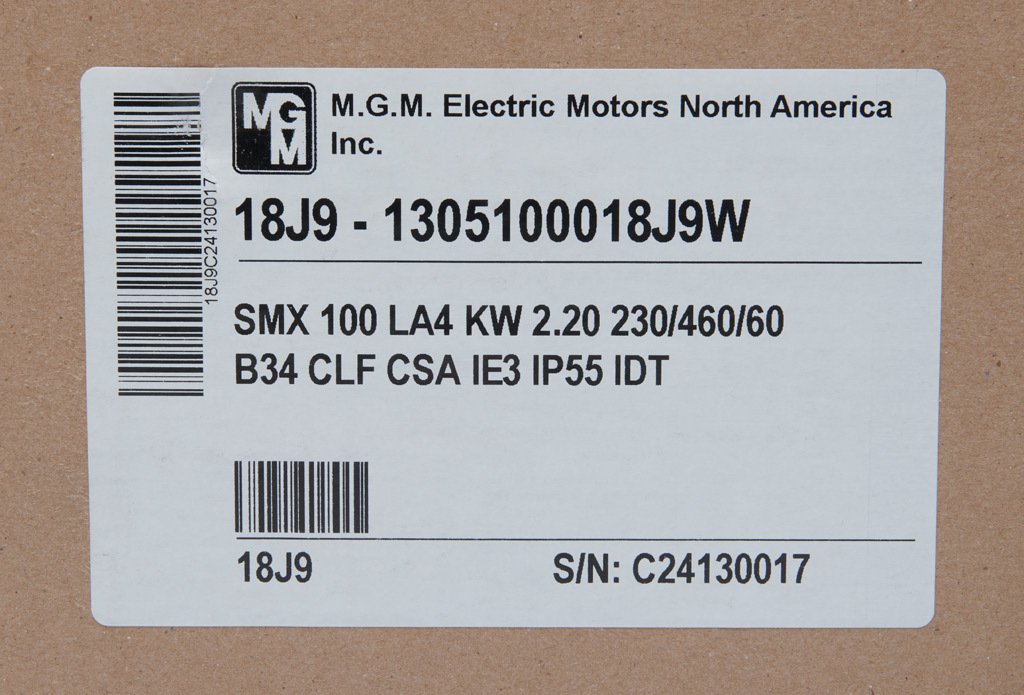 MGM
M.G.M. Electric Motors North America
Inc.
18J9 - 1305100018J9W
18J9C24130017
SMX 100 LA4 KW 2.20 230/460/60
B34 CLF CSA IE3 IP55 IDT
18J9
S/N: C24130017